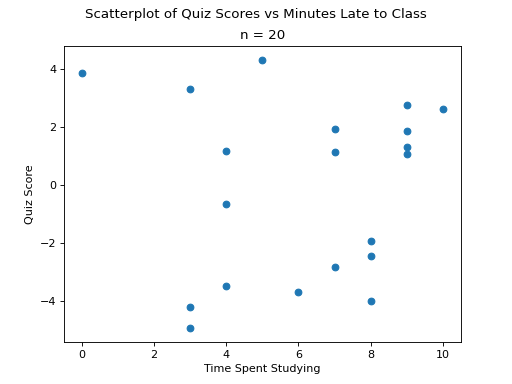 Scatterplot of Quiz Scores vs Minutes Late to Class
n = 20
4
2
0
−2
−4
Quiz Score
0 2 4 6 8 10
Time Spent Studying